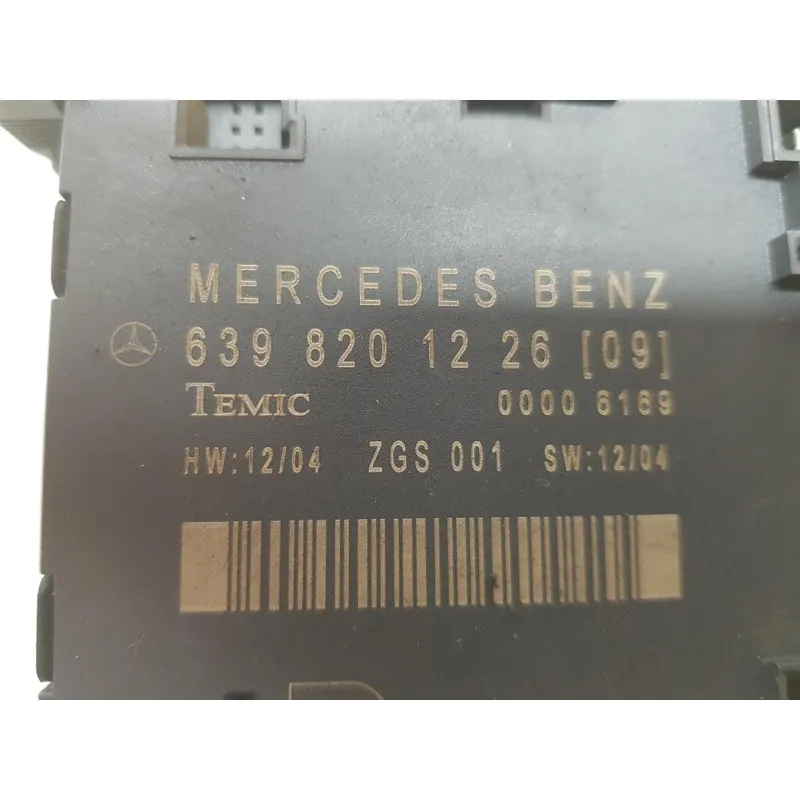 MERCEDES BENZ
639 820 12 26 [09]
TEMIC 0000 6169
HW:12/04 ZGS 001 SW:12/04